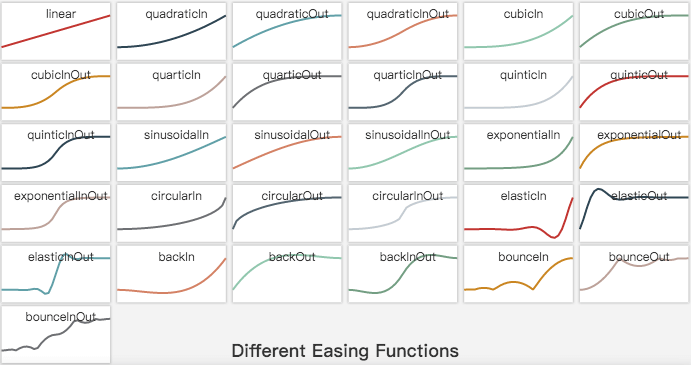 linear
quadraticIn
quadraticOut
quadraticInOut
cubicIn
cubicOut
cubicInOut
quarticIn
quarticOut
quarticInOut
quinticIn
quinticOut
quinticInOut
sinusoidalIn
sinusoidalOut
sinusoidalInOut
exponentialIn
exponentialOut
exponentialInOut
circularIn
circularOut
circularInOut
elasticIn
elasticOut
elasticInOut
backIn
backOut
backInOut
bounceIn
bounceOut
bounceInOut
Different Easing Functions